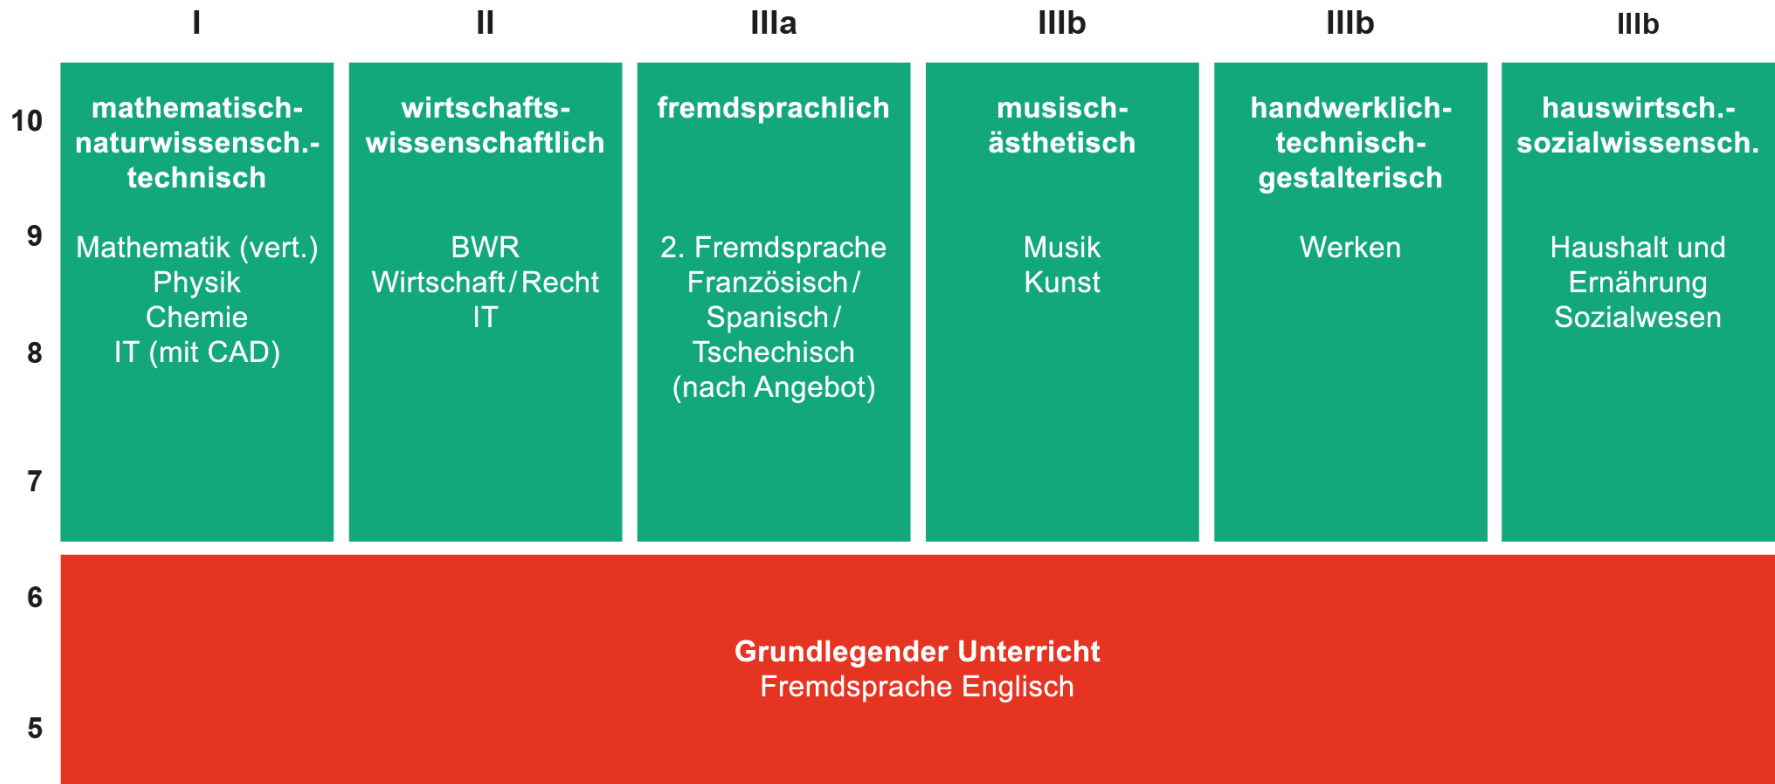 I
II
IIIa
IIIb
IIIb
IIIb
10
9
8
7
6
5
mathematisch-
naturwissensch.-
technisch
Mathematik (vert.)
Physik
Chemie
IT (mit CAD)
wirtschafts-
wissenschaftlich
BWR
Wirtschaft/Recht
IT
fremdsprachlich
2. Fremdsprache
Französisch/
Spanisch/
Tschechisch
(nach Angebot)
musisch-
ästhetisch
Musik
Kunst
handwerklich-
technisch-
gestalterisch
Werken
hauswirtsch.-
sozialwissensch.
Haushalt und
Ernährung
Sozialwesen
Grundlegender Unterricht
Fremdsprache Englisch